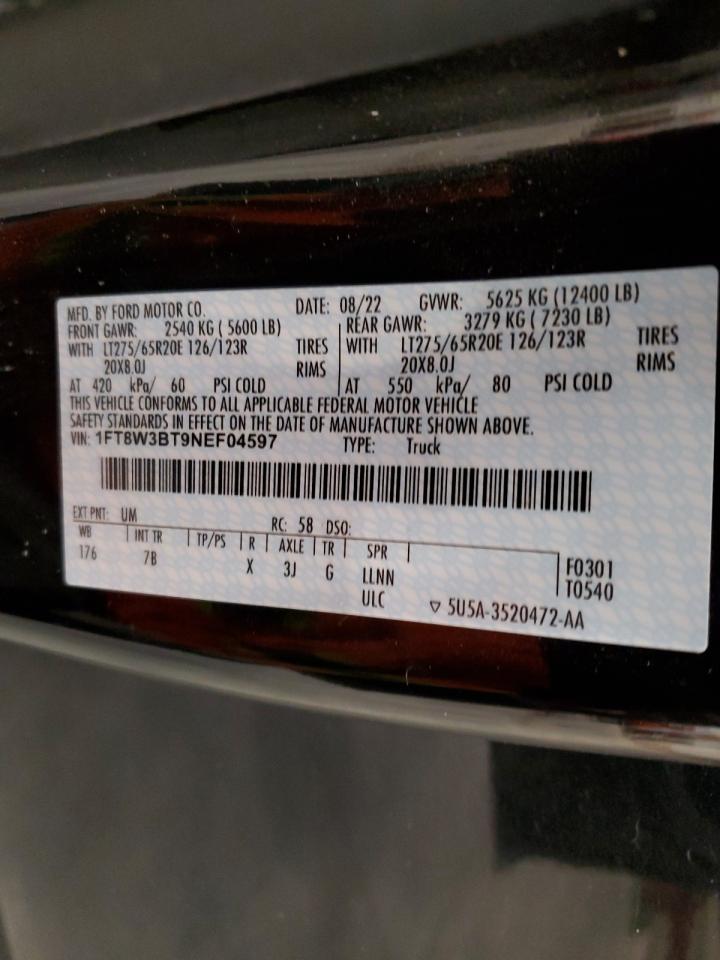 MFD. BY FORD MOTOR CO. DATE: 08/22 GVWR: 5625 KG (12400 LB)
FRONT GAWR: 2540 KG ( 5600 LB) REAR GAWR: 3279 KG ( 7230 LB)
WITH LT275/65R20E 126/123R TIRES WITH LT275/65R20E 126/123R TIRES
20X8.0J RIMS 20X8.0J RIMS
AT 420 kPa/ 60 PSI COLD AT 550 kPa/ 80 PSI COLD
THIS VEHICLE CONFORMS TO ALL APPLICABLE FEDERAL MOTOR VEHICLE
SAFETY STANDARDS IN EFFECT ON THE DATE OF MANUFACTURE SHOWN ABOVE.
VIN: 1FT8W3BT9NEF04597 TYPE: Truck
EXT PNT: UM RC: 58 DSO:
WB INT TR TP/PS R AXLE TR SPR
176 7B X 3J G LLNN F0301
ULC T0540
▽ 5U5A-3520472-AA